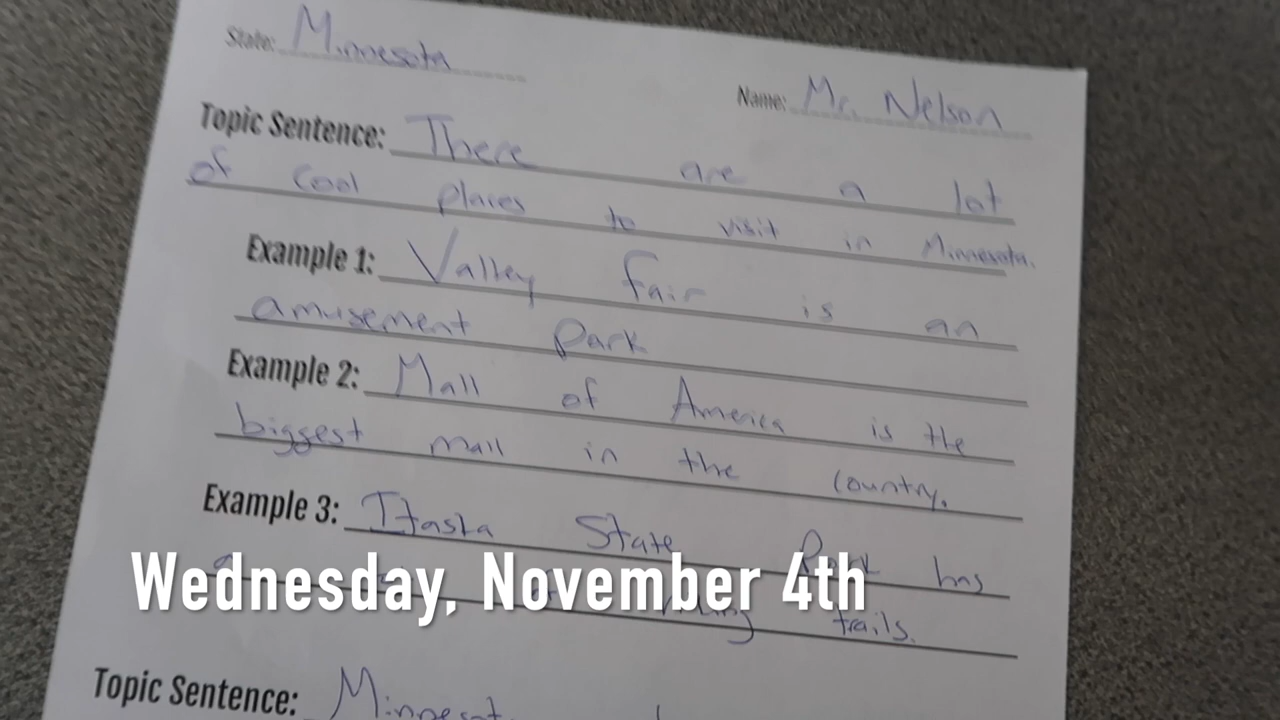 State: Minnesota
Name: Mr. Nelson
Topic Sentence: There are a lot
of cool places to visit in Minnesota.
Example 1: Valley fair is an
amusement park
Example 2: Mall of America is the
biggest mall in the country.
Example 3: Itaska State Park has
a of trails.
Wednesday, November 4th
Topic Sentence: